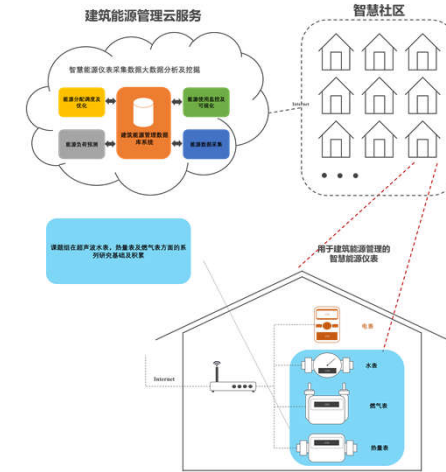 建筑能源管理云服务
智慧社区
智慧能源仪表采集数据大数据分析及挖掘
能源分配调度及
优化
能源使用监控及
可视化
建筑能源管理数据
库系统
能源负荷预测
能源数据采集
Internet
课题组在超声波水表，热量表及燃气表方面的系
列研究基础及积累
用于建筑能源管理的
智慧能源仪表
电表
水表
Internet
燃气表
热量表